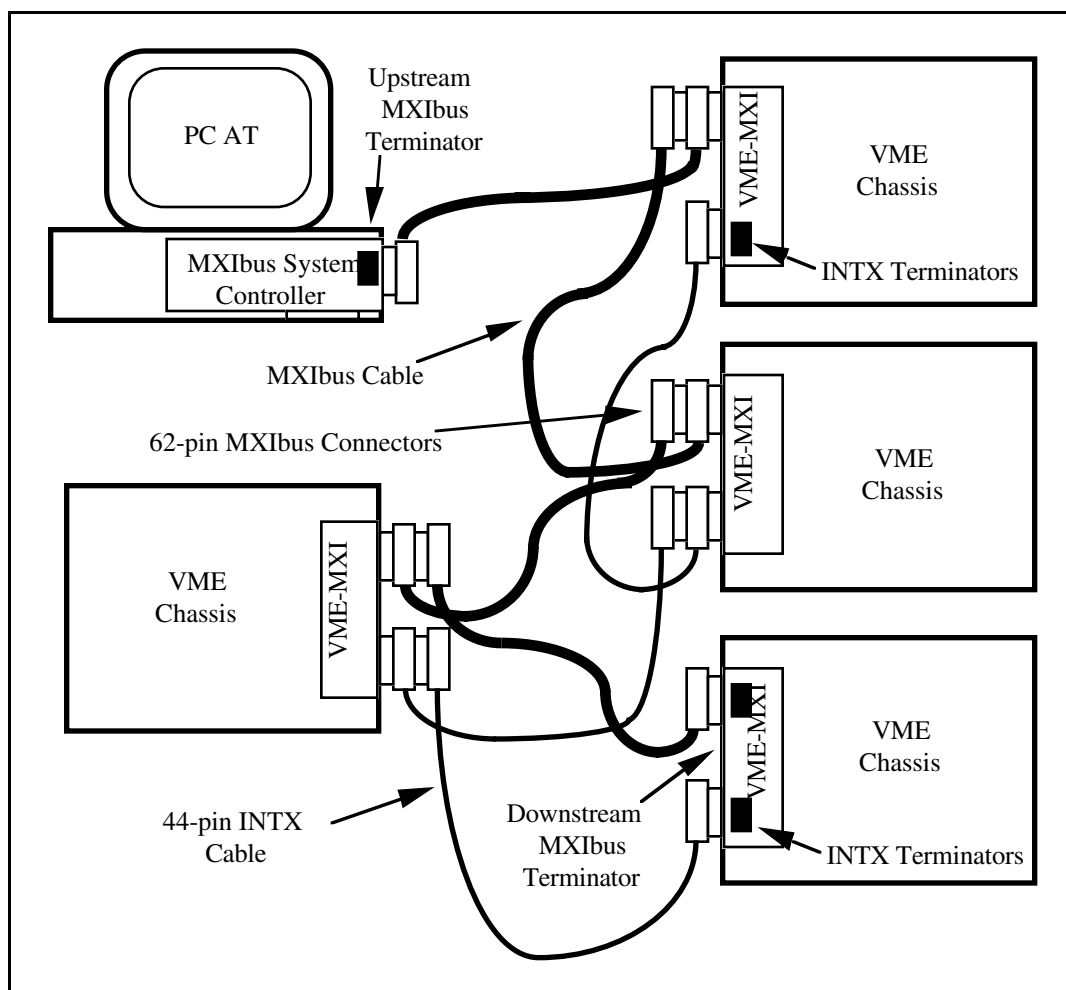 PC AT
Upstream
MXIbus
Terminator
MXIbus System
Controller
VME-MXI
VME
Chassis
INTX Terminators
MXIbus Cable
62-pin MXIbus Connectors
VME-MXI
VME
Chassis
VME
Chassis
VME-MXI
44-pin INTX
Cable
Downstream
MXIbus
Terminator
VME-MXI
VME
Chassis
INTX Terminators